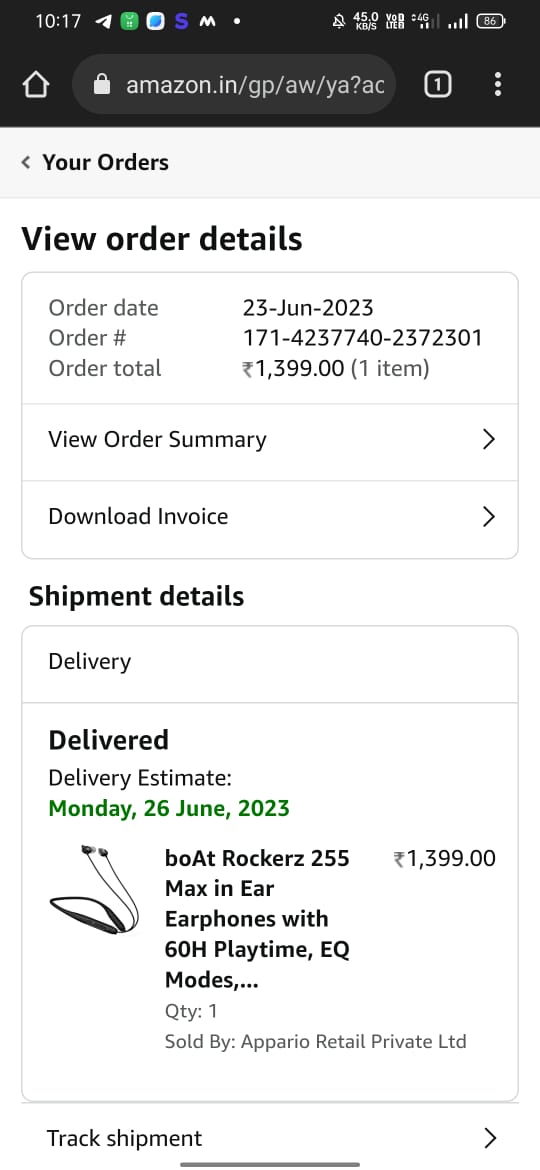 10:17 S 45.0 KB/S VoD LTED 4G 86
amazon.in/gp/aw/ya?ac 1
Your Orders
View order details
Order date 23-Jun-2023
Order # 171-4237740-2372301
Order total ₹1,399.00 (1 item)
View Order Summary
Download Invoice
Shipment details
Delivery
Delivered
Delivery Estimate:
Monday, 26 June, 2023
boAt Rockerz 255 ₹1,399.00
Max in Ear
Earphones with
60H Playtime, EQ
Modes,...
Qty: 1
Sold By: Appario Retail Private Ltd
Track shipment